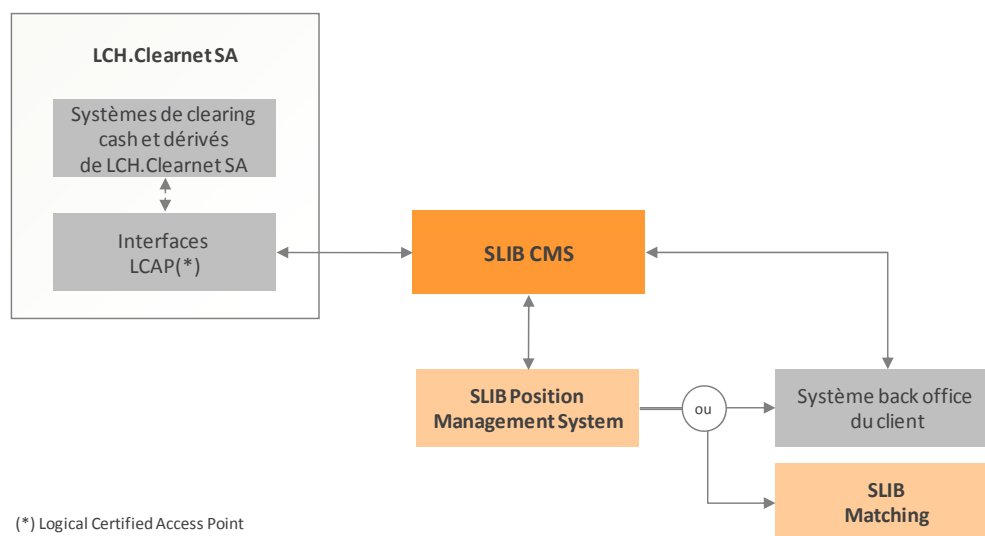 LCH.Clearnet SA
Systèmes de clearing
cash et dérivés
de LCH.Clearnet SA
Interfaces
LCAP(*)
SLIB CMS
SLIB Position
Management System
ou
Système back office
du client
SLIB
Matching
(*) Logical Certified Access Point